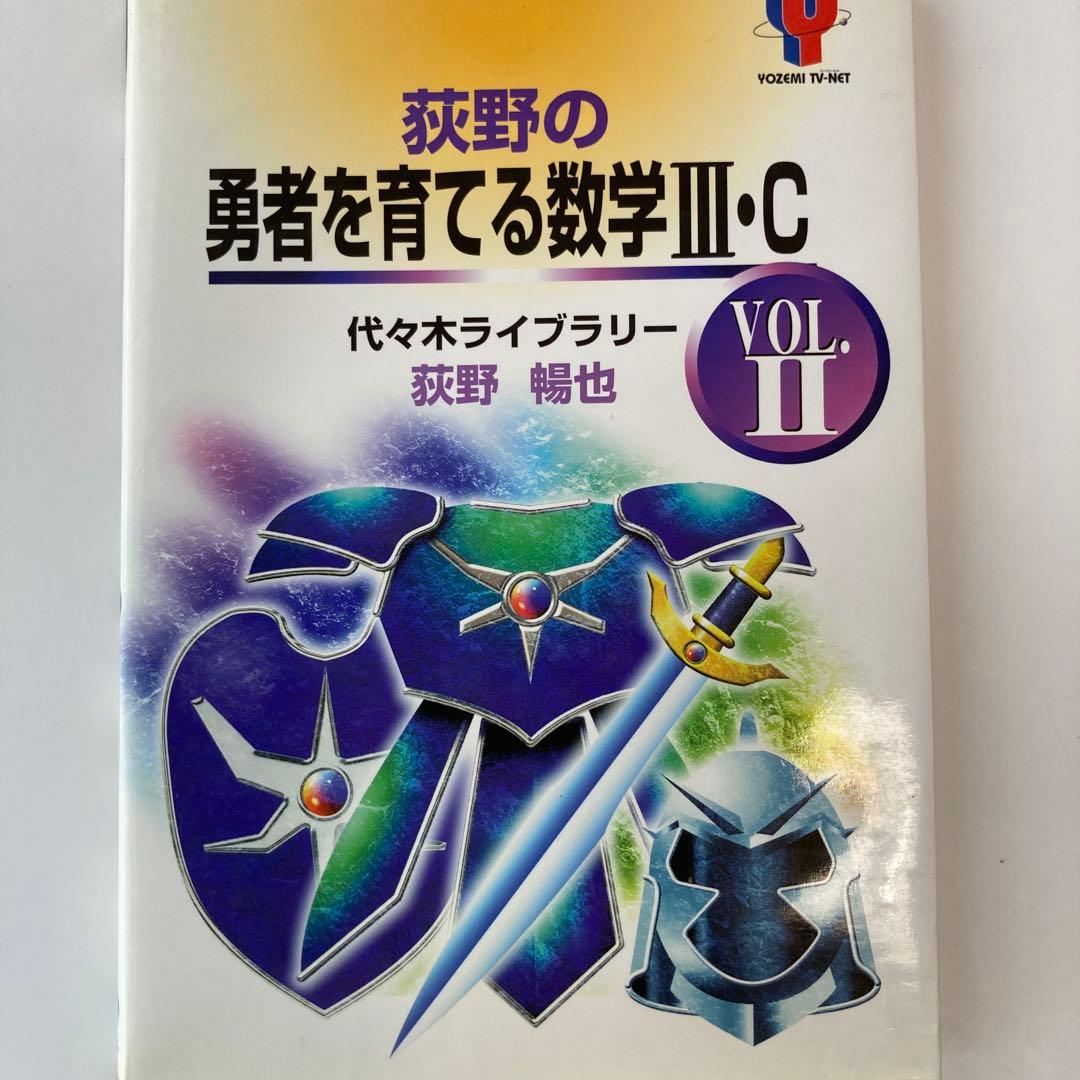 YOZEMI TV-NET
荻野の
勇者を育てる数学Ⅲ・C
VOL.
II
代々木ライブラリー
荻野 暢也